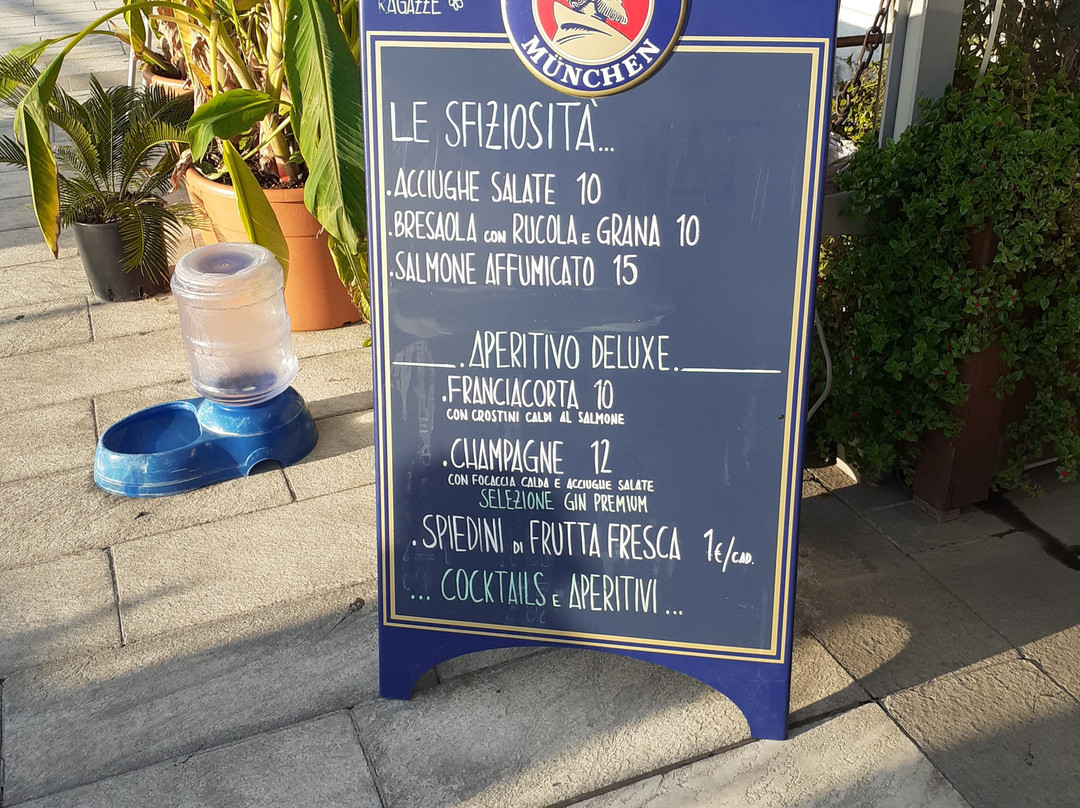 RAGAZZE
MÜNCHEN
LE SFIZIOSITÀ...
.ACCIUGHE SALATE 10
.BRESAOLA CON RUCOLA E GRANA 10
.SALMONE AFFUMICATO 15
.APERITIVO DELUXE.
.FRANCIACORTA 10
CON CROSTINI CALDI AL SALMONE
.CHAMPAGNE 12
CON FOCACCIA CALDA E ACCIUGHE SALATE
SELEZIONE GIN PREMIUM
.SPIEDINI DI FRUTTA FRESCA 1€/CAD.
... COCKTAILS E APERITIVI ...